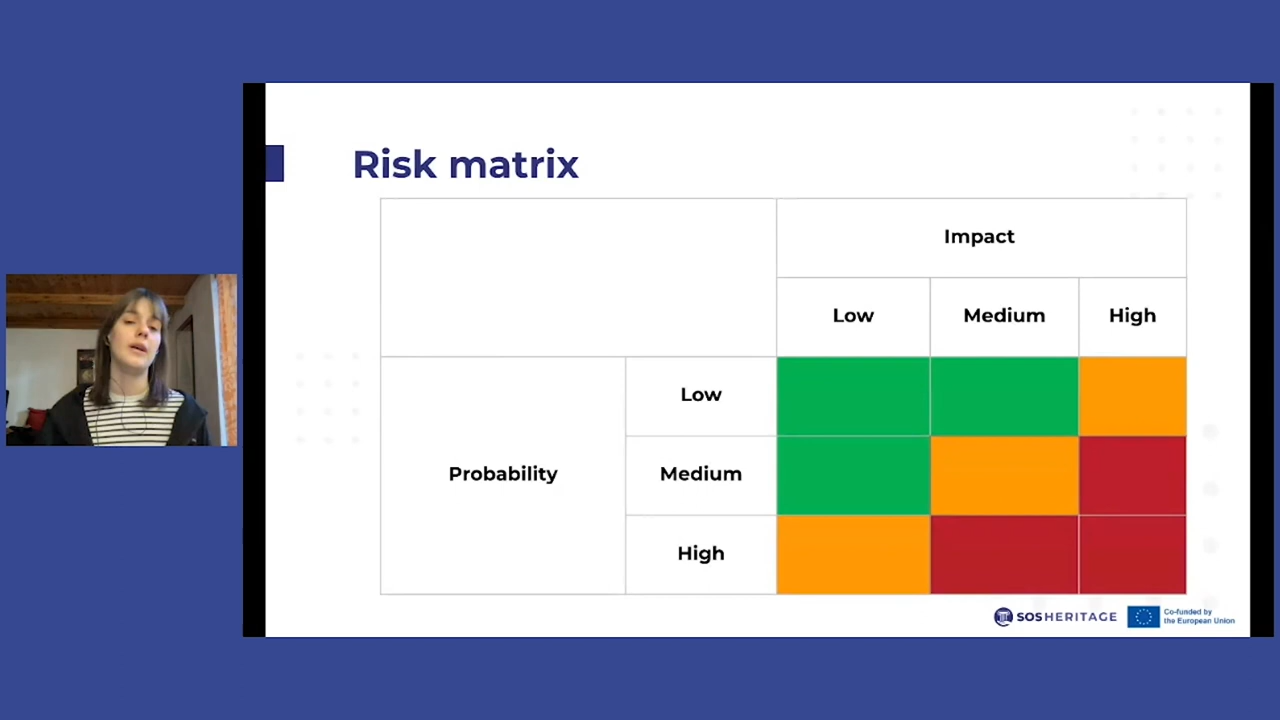 Risk matrix
Impact
Low Medium High
Low
Probability Medium
High
SOSHERITAGE
Co-funded by
the European Union